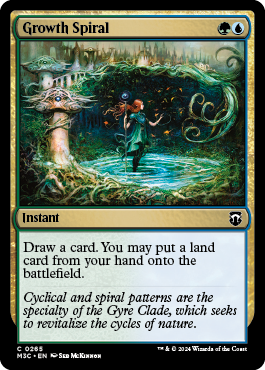 Growth Spiral
Instant
Draw a card. You may put a land
card from your hand onto the
battlefield.
Cyclical and spiral patterns are the
specialty of the Gyre Clade, which seeks
to revitalize the cycles of nature.
C 0265
M3C • EN Seb McKinnon
™ & © 2024 Wizards of the Coast